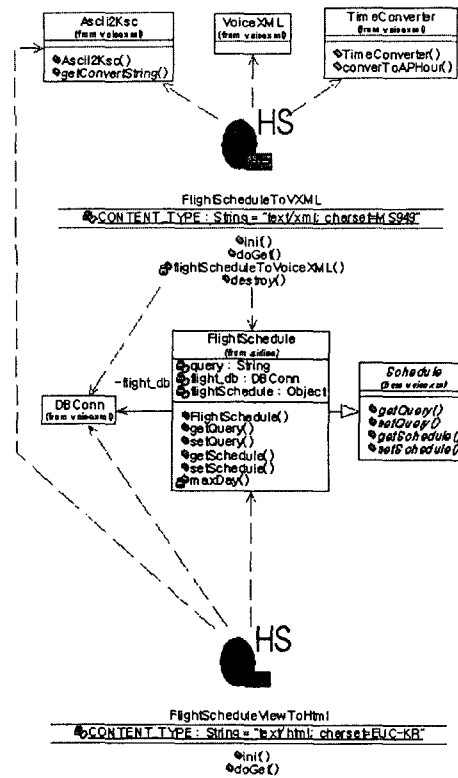 Ascii2Ksc
(from voicexml)
Ascii2Ksc()
getConvertString()
VoiceXML
(from voicexml)
TimeConverter
(from voicexml)
TimeConverter()
converToAPHour()
HS
FlightScheduleToVXML
CONTENT_TYPE : String = "text/xml; charset=MS949"
ini()
doGet()
flightScheduleToVoiceXML()
destroy()
FlightSchedule
(from airline)
query : String
flight_db : DBConn
flightSchedule : Object
FlightSchedule()
getQuery()
setQuery()
getSchedule()
setSchedule()
maxDay()
-flight_db
DBConn
(from voicexml)
Schedule
(from voicexml)
getQuery()
setQuery()
getSchedule()
setSchedule()
HS
FlightScheduleViewToHtml
CONTENT_TYPE : String = "text/html; charset=EUC-KR"
ini()
doGet()